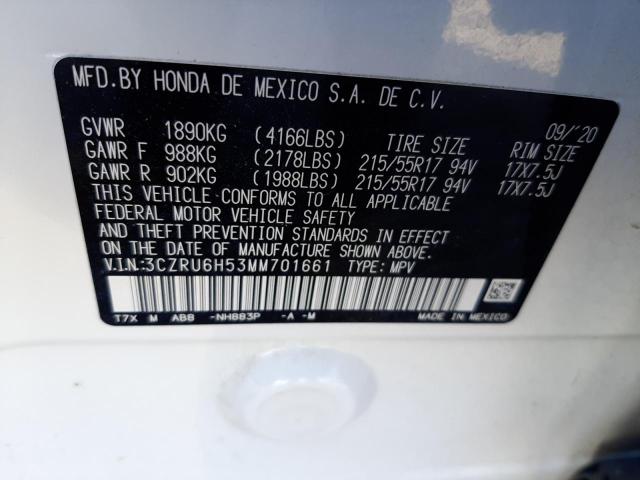 MFD.BY HONDA DE MEXICO S.A. DE C.V.
09/'20
GVWR 1890KG (4166LBS) TIRE SIZE RIM SIZE
GAWR F 988KG (2178LBS) 215/55R17 94V 17X7.5J
GAWR R 902KG (1988LBS) 215/55R17 94V 17X7.5J
THIS VEHICLE CONFORMS TO ALL APPLICABLE
FEDERAL MOTOR VEHICLE SAFETY
AND THEFT PREVENTION STANDARDS IN EFFECT
ON THE DATE OF MANUFACTURE SHOWN ABOVE.
V.I.N:3CZRU6H53MM701661 TYPE: MPV
T7X M ABB -NH883P -A -M MADE IN MEXICO